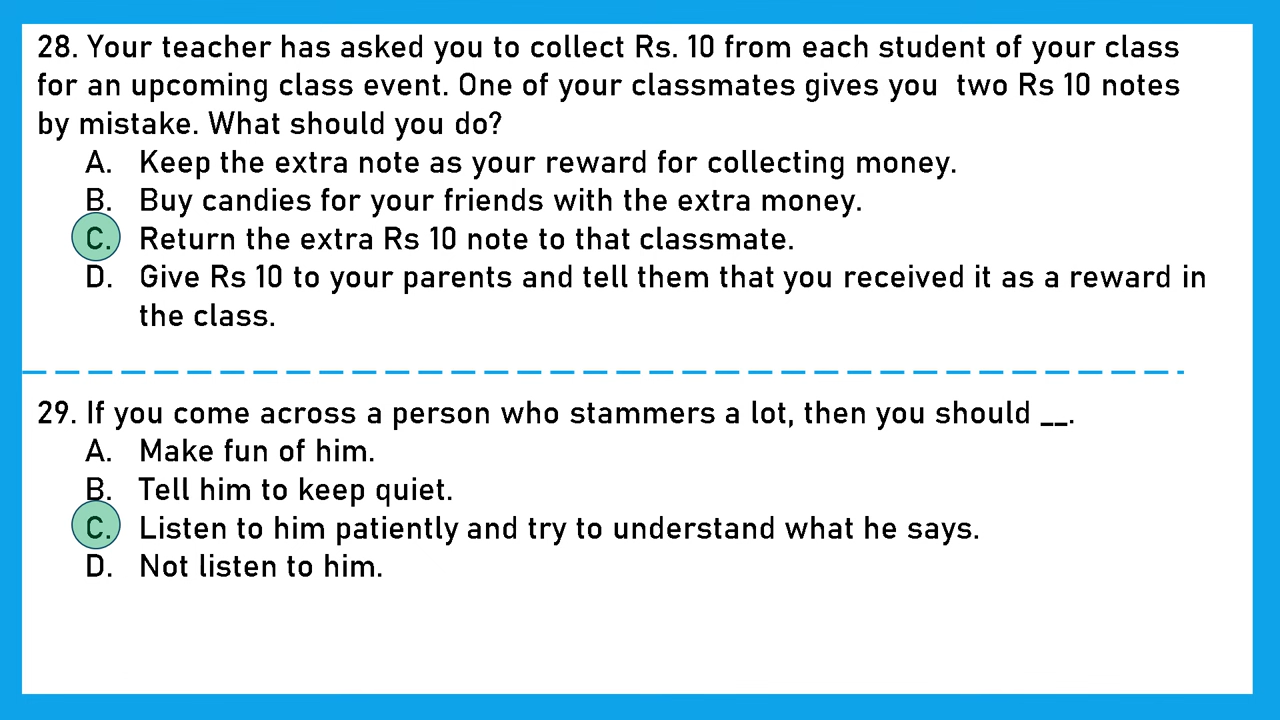 28. Your teacher has asked you to collect Rs. 10 from each student of your class
for an upcoming class event. One of your classmates gives you  two Rs 10 notes
by mistake. What should you do?
A. Keep the extra note as your reward for collecting money.
B. Buy candies for your friends with the extra money.
C. Return the extra Rs 10 note to that classmate.
D. Give Rs 10 to your parents and tell them that you received it as a reward in
the class.
29. If you come across a person who stammers a lot, then you should __.
A. Make fun of him.
B. Tell him to keep quiet.
C. Listen to him patiently and try to understand what he says.
D. Not listen to him.